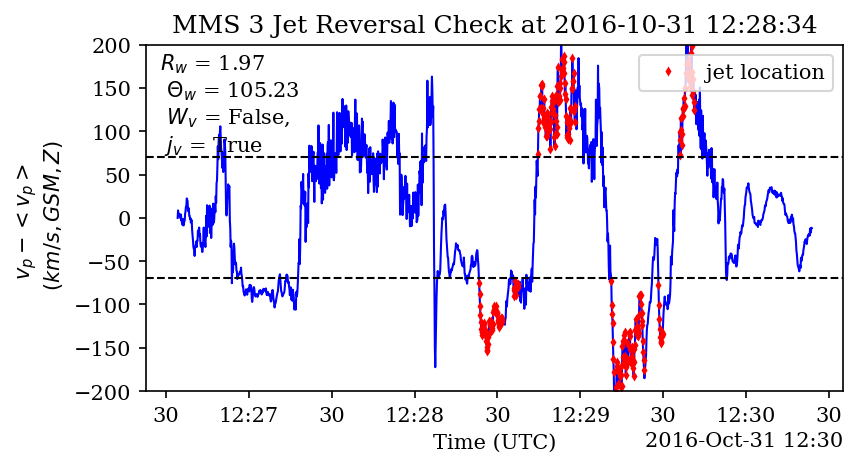 MMS 3 Jet Reversal Check at 2016-10-31 12:28:34
R_w = 1.97
Θ_w = 105.23
W_v = False,
j_v = True
jet location
v_p − < v_p >
(km/s, GSM, Z)
200
150
100
50
0
−50
−100
−150
−200
30 12:27 30 12:28 30 12:29 30 12:30 30
Time (UTC)
2016-Oct-31 12:30